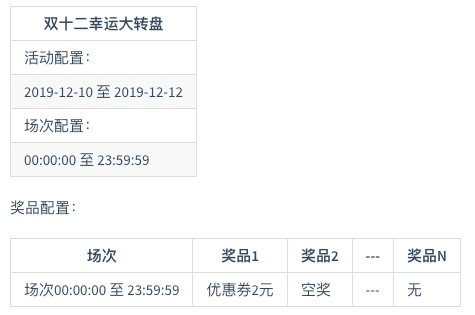 双十二幸运大转盘
活动配置：
2019-12-10 至 2019-12-12
场次配置：
00:00:00 至 23:59:59
奖品配置：
场次 奖品1 奖品2 --- 奖品N
场次00:00:00 至 23:59:59 优惠券2元 空奖 --- 无